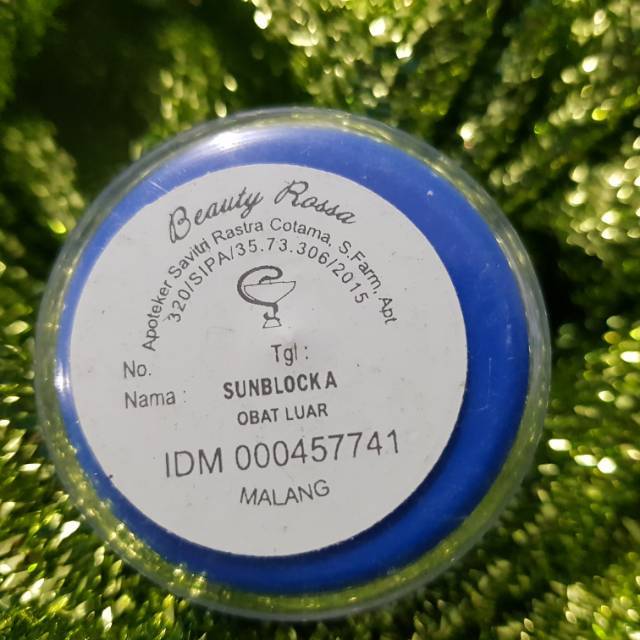 Beauty Rossa
Apoteker Savitri Rastra Cotama, S.Farm, Apt
320/SIPA/35.73.306/2015
No. Tgl :
Nama : SUNBLOCK A
OBAT LUAR
IDM 000457741
MALANG